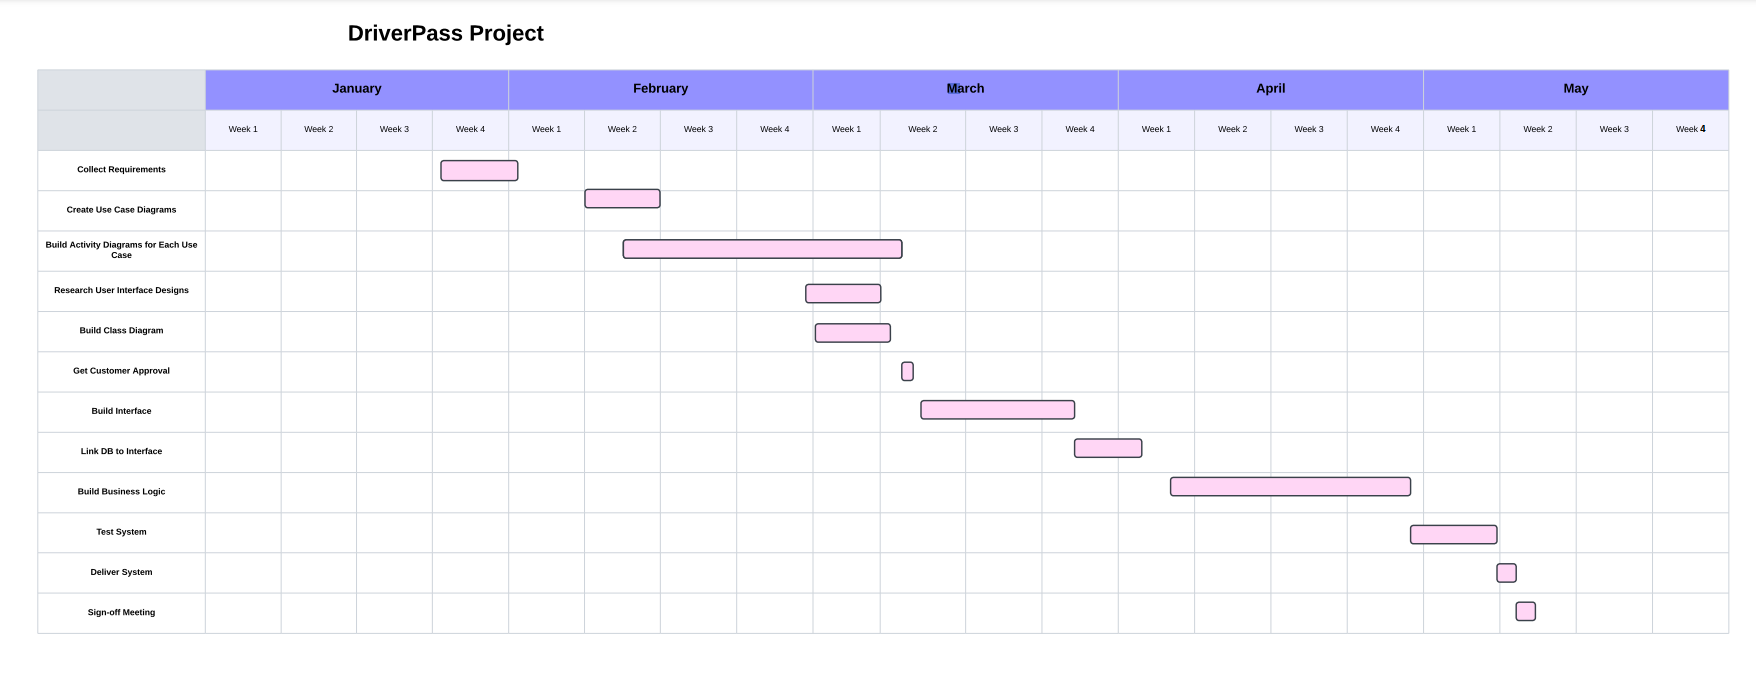 DriverPass Project
January February March April May
Week 1 Week 2 Week 3 Week 4 Week 1 Week 2 Week 3 Week 4 Week 1 Week 2 Week 3 Week 4 Week 1 Week 2 Week 3 Week 4 Week 1 Week 2 Week 3 Week 4
Collect Requirements
Create Use Case Diagrams
Build Activity Diagrams for Each Use
Case
Research User Interface Designs
Build Class Diagram
Get Customer Approval
Build Interface
Link DB to Interface
Build Business Logic
Test System
Deliver System
Sign-off Meeting